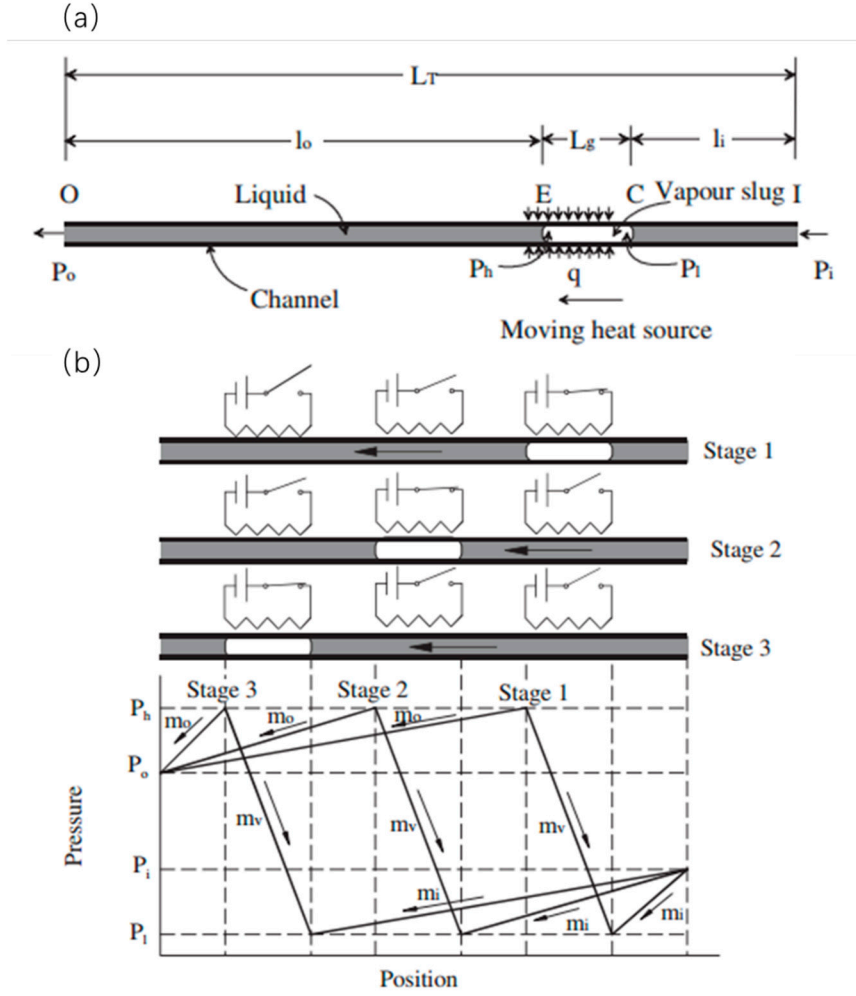 (a)
LT
lo
Lg
li
O
Liquid
E
C
Vapour slug
I
Po
Ph
q
Pl
Pi
Channel
Moving heat source
(b)
Stage 1
Stage 2
Stage 3
Stage 3
Stage 2
Stage 1
Ph
mo
mo
mo
Po
mv
mv
mv
Pi
mi
mi
mi
Pl
Pressure
Position